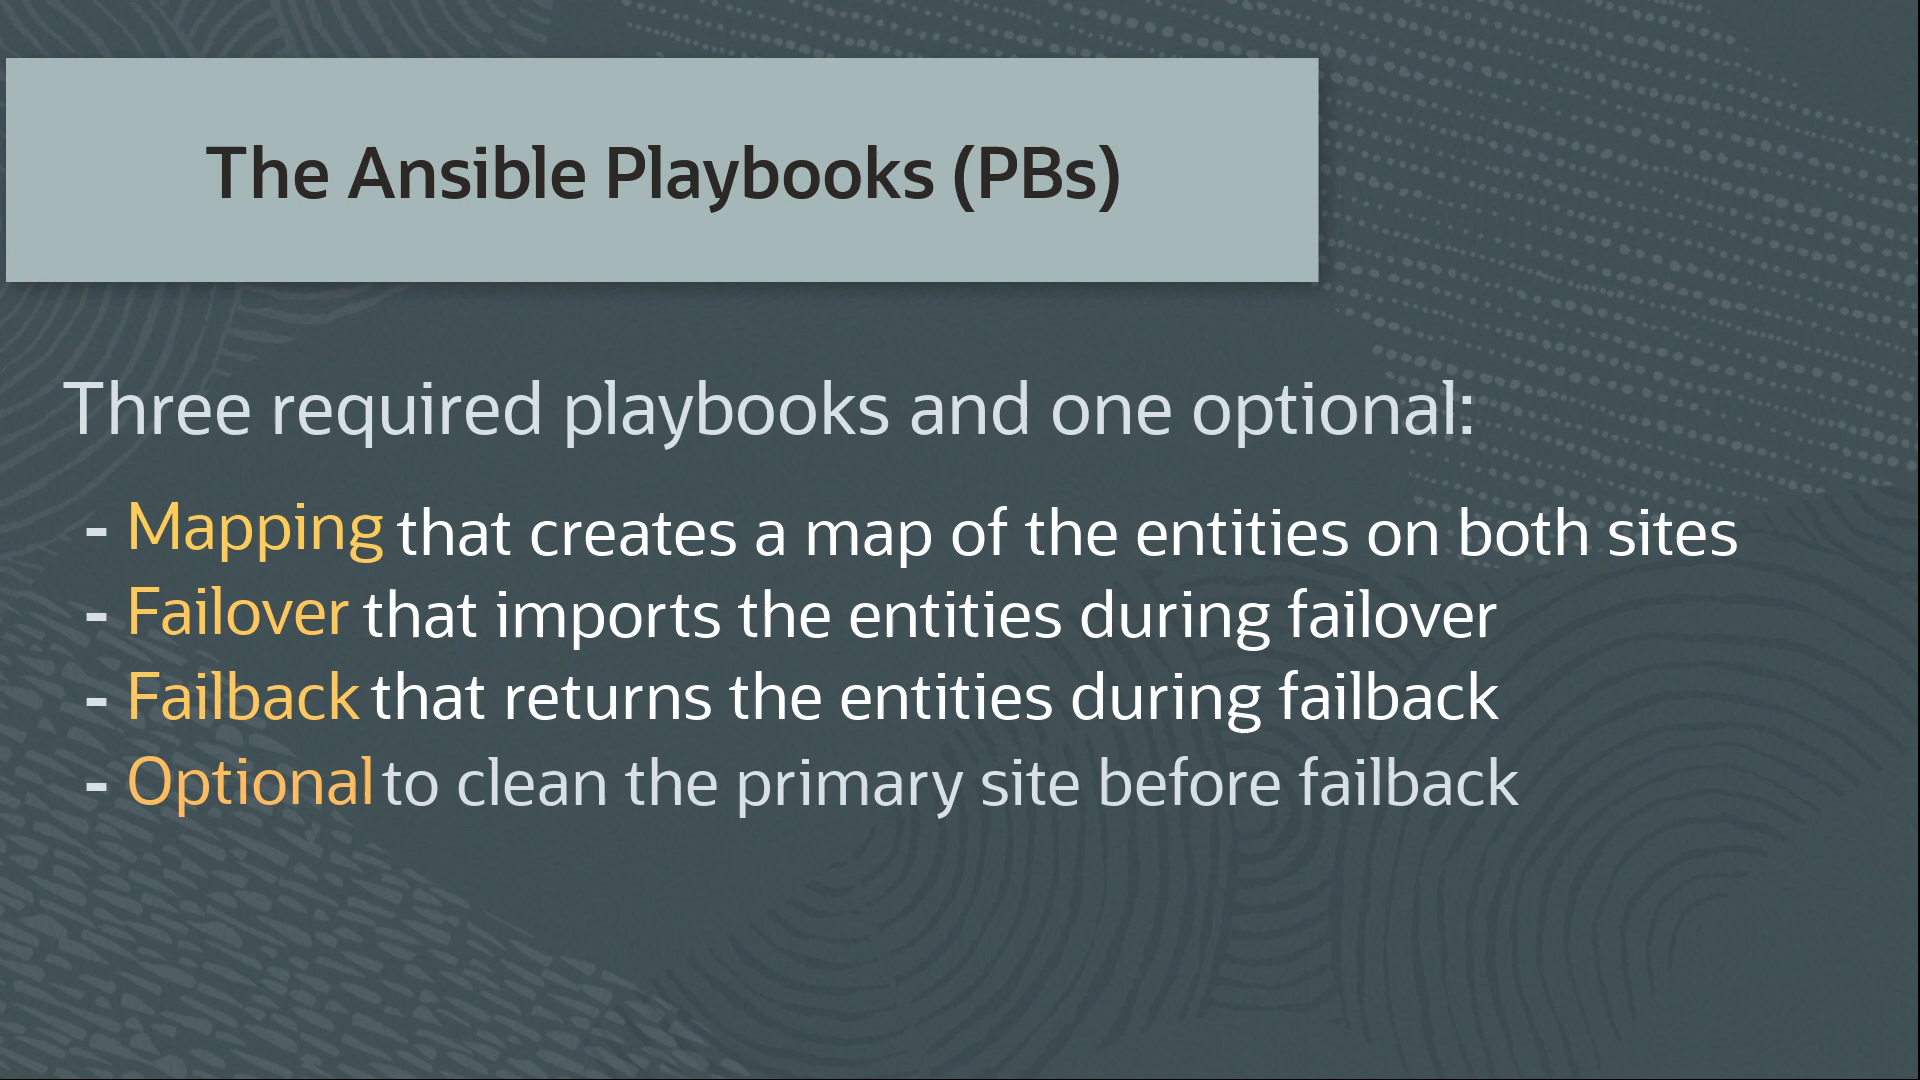 The Ansible Playbooks (PBs)
Three required playbooks and one optional:
- Mapping that creates a map of the entities on both sites
- Failover that imports the entities during failover
- Failback that returns the entities during failback
- Optional to clean the primary site before failback